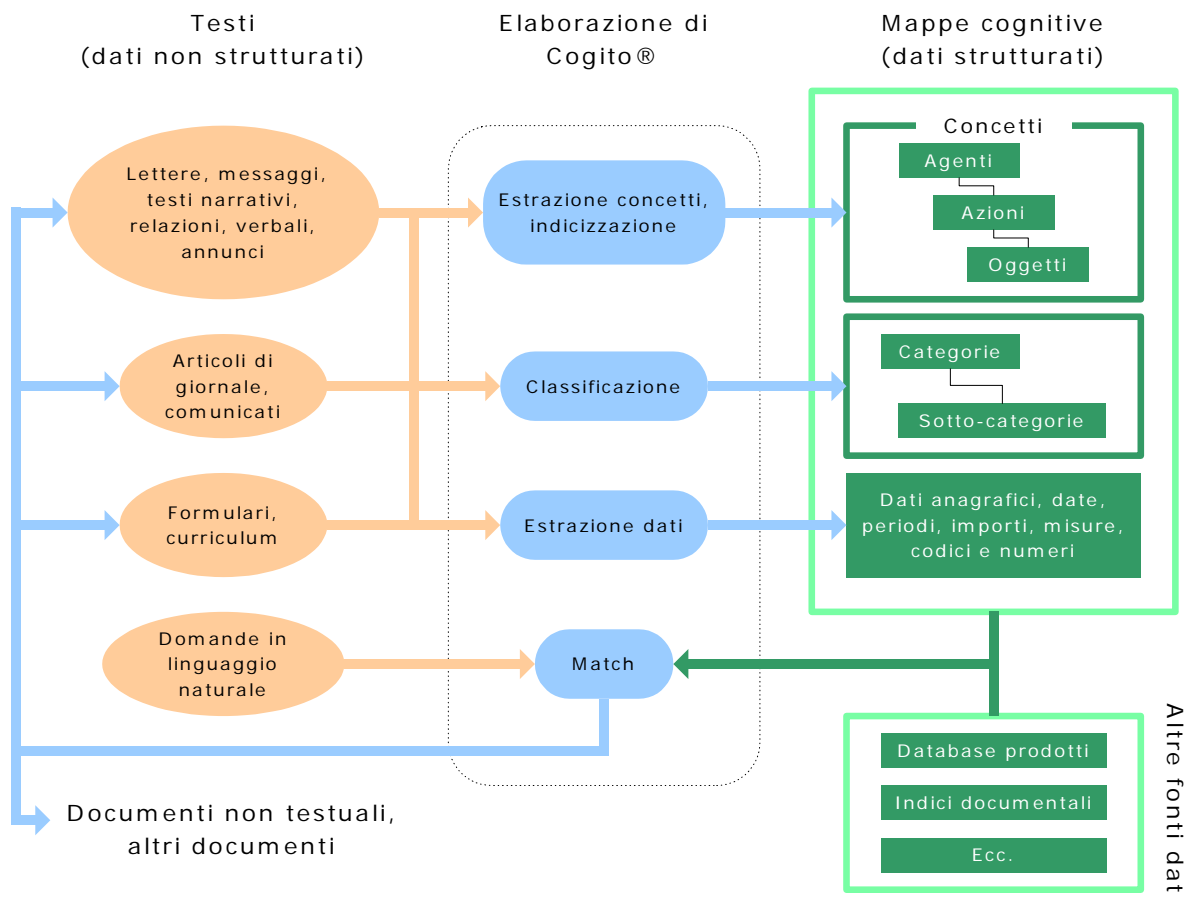 Testi
(dati non strutturati)
Elaborazione di
Cogito®
Mappe cognitive
(dati strutturati)
Lettere, messaggi,
testi narrativi,
relazioni, verbali,
annunci
Estrazione concetti,
indicizzazione
Concetti
Agenti
Azioni
Oggetti
Articoli di
giornale,
comunicati
Classificazione
Categorie
Sotto-categorie
Formulari,
curriculum
Estrazione dati
Dati anagrafici, date,
periodi, importi, misure,
codici e numeri
Domande in
linguaggio
naturale
Match
Documenti non testuali,
altri documenti
Database prodotti
Indici documentali
Ecc.
Altre fonti dat